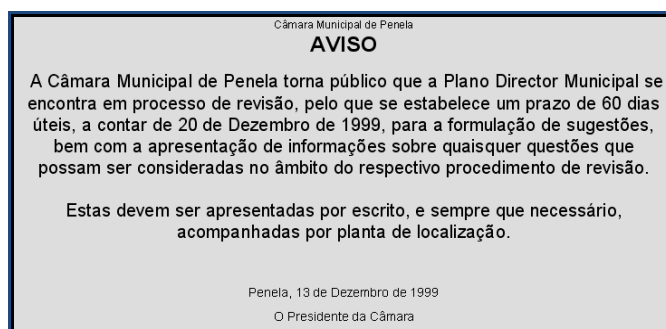 Câmara Municipal de Penela
AVISO
A Câmara Municipal de Penela torna público que a Plano Director Municipal se
encontra em processo de revisão, pelo que se estabelece um prazo de 60 dias
úteis, a contar de 20 de Dezembro de 1999, para a formulação de sugestões,
bem com a apresentação de informações sobre quaisquer questões que
possam ser consideradas no âmbito do respectivo procedimento de revisão.
Estas devem ser apresentadas por escrito, e sempre que necessário,
acompanhadas por planta de localização.
Penela, 13 de Dezembro de 1999
O Presidente da Câmara